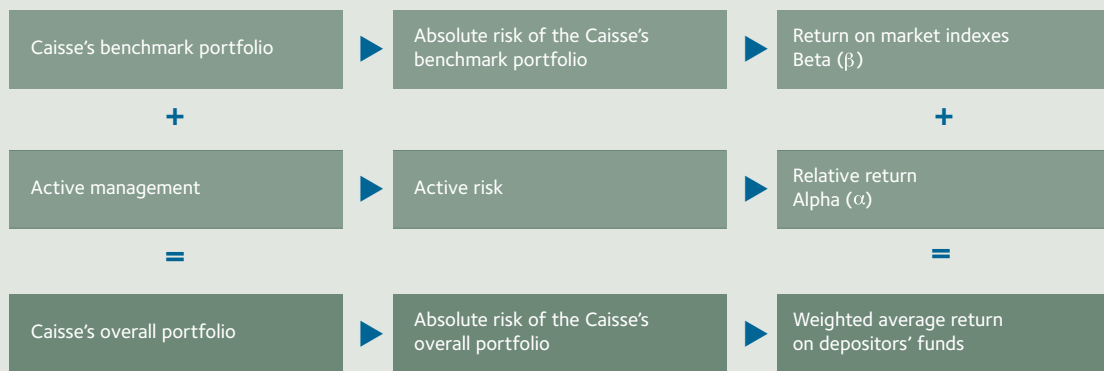 Caisse's benchmark portfolio
Absolute risk of the Caisse's
benchmark portfolio
Return on market indexes
Beta (β)
+
+
Active management
Active risk
Relative return
Alpha (α)
=
=
Caisse's overall portfolio
Absolute risk of the Caisse's
overall portfolio
Weighted average return
on depositors' funds